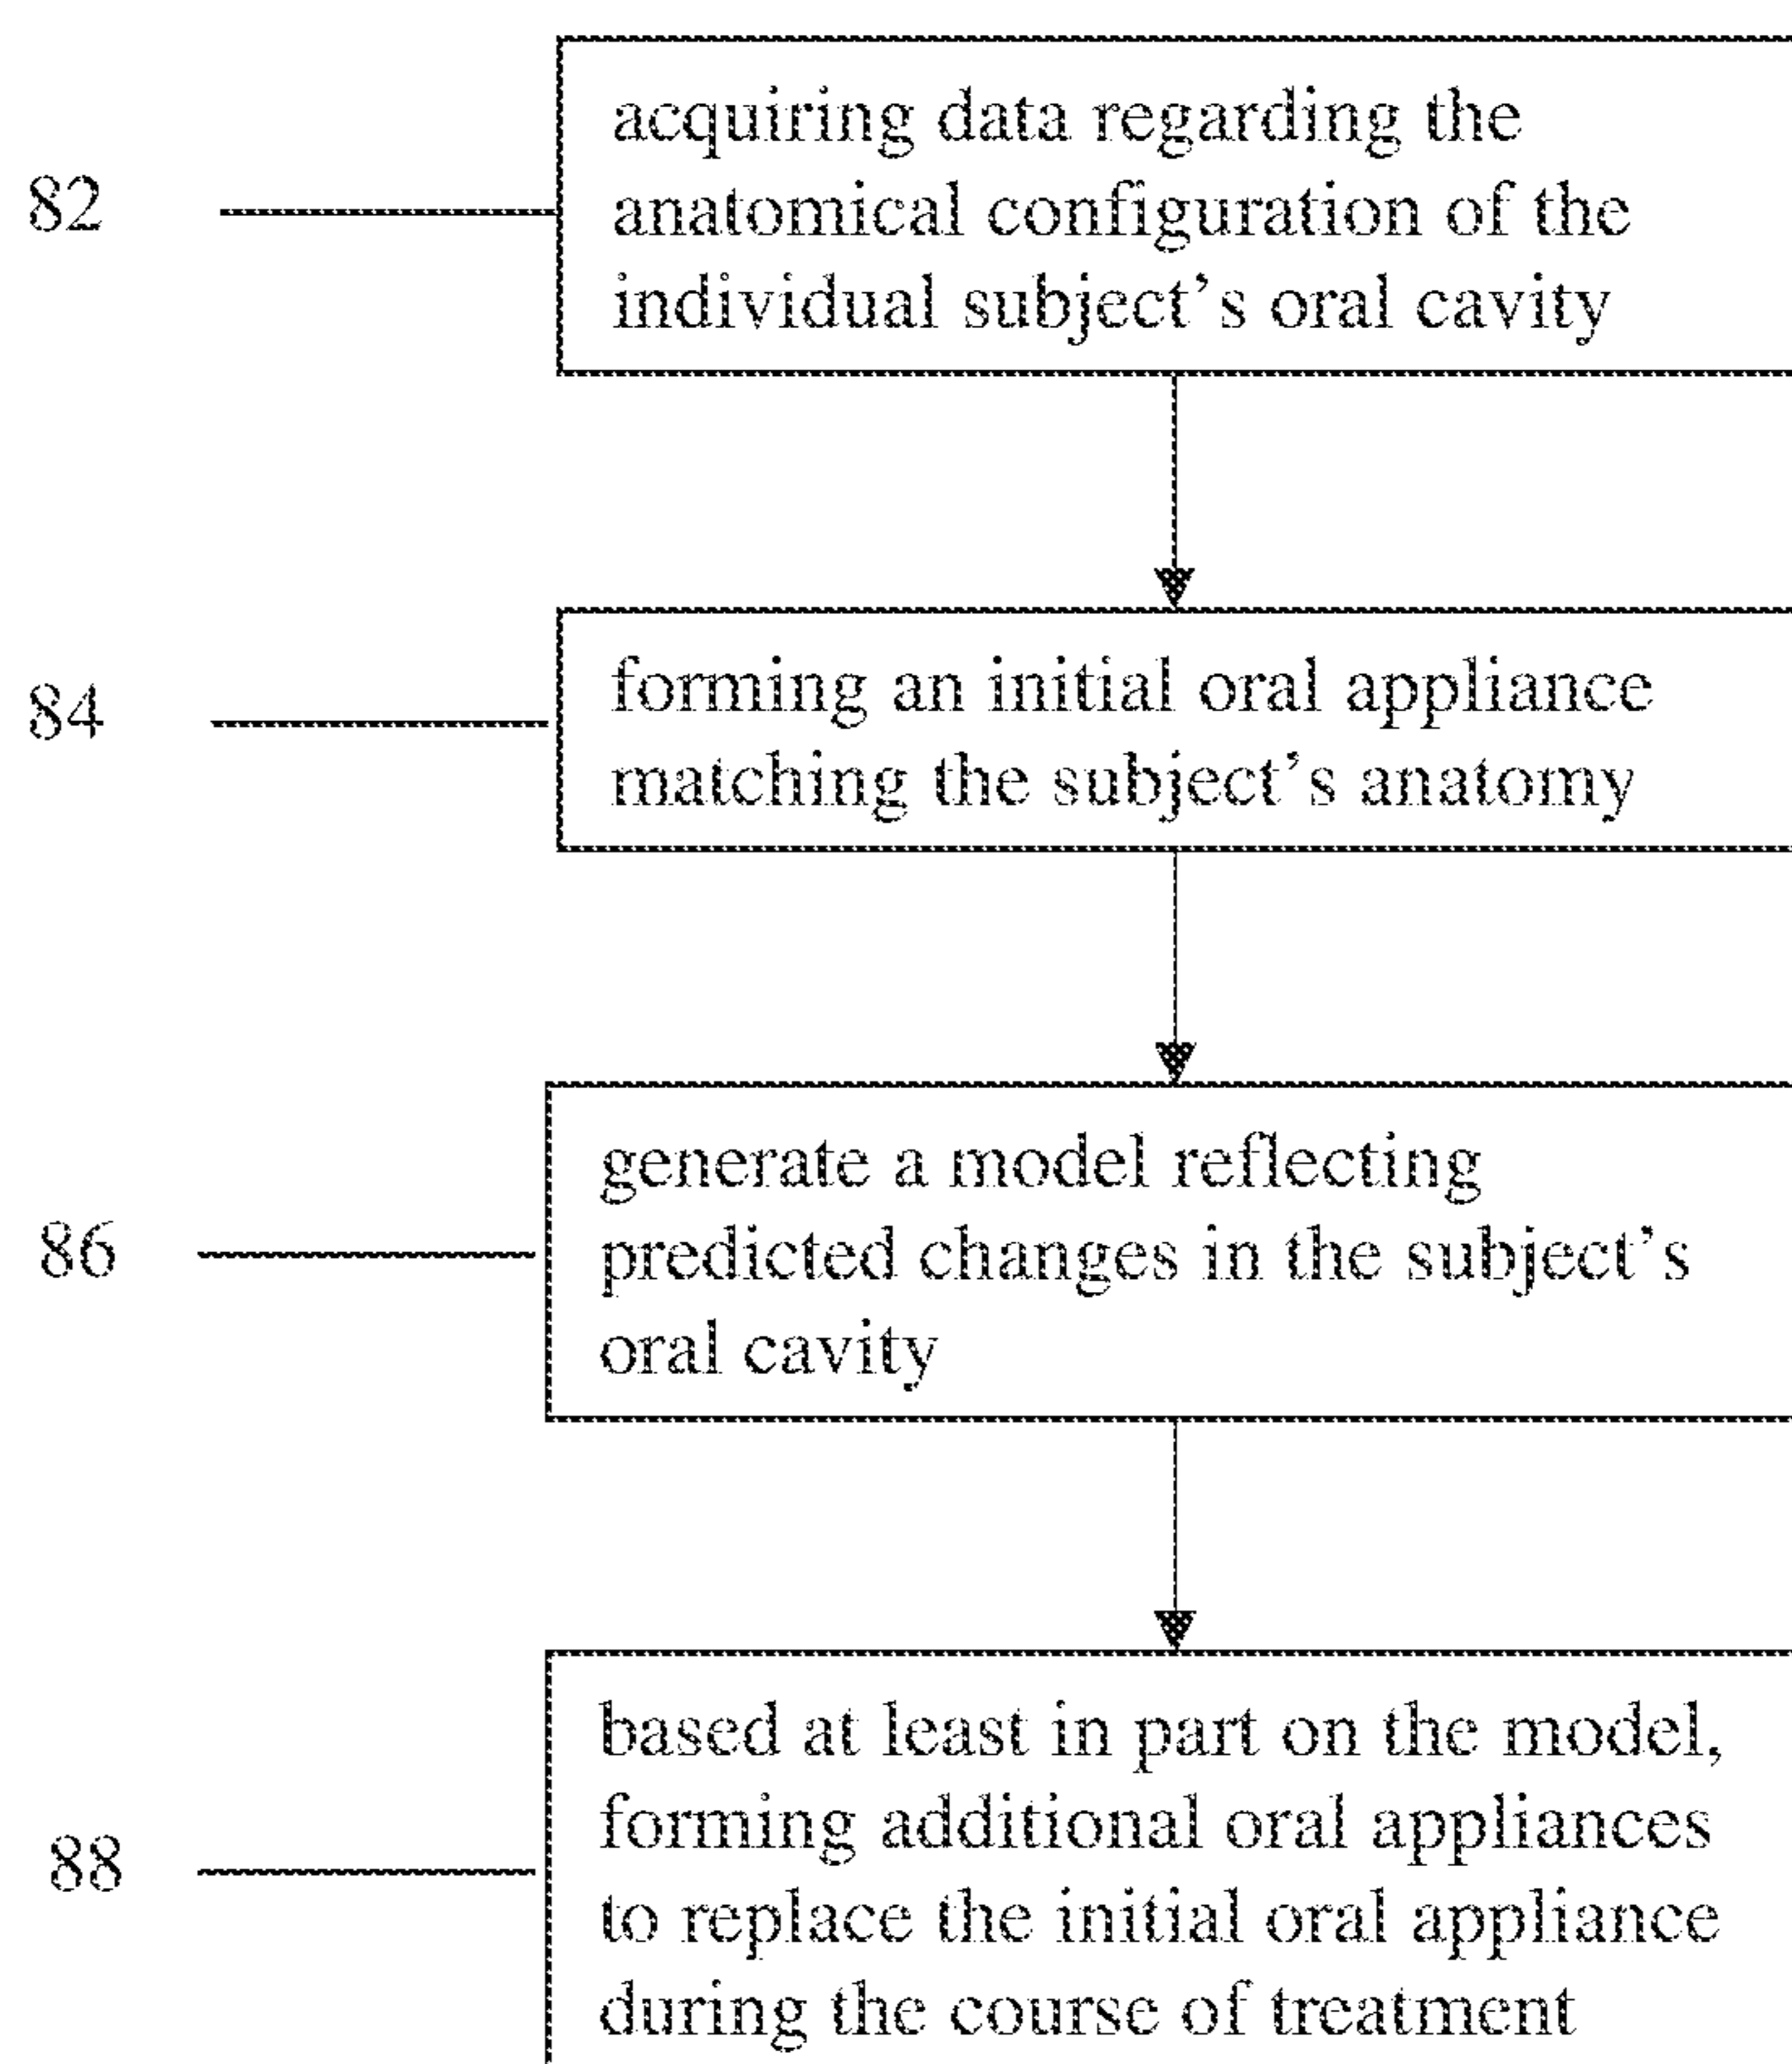 82
acquiring data regarding the
anatomical configuration of the
individual subject's oral cavity
84
forming an initial oral appliance
matching the subject's anatomy
86
generate a model reflecting
predicted changes in the subject's
oral cavity
88
based at least in part on the model,
forming additional oral appliances
to replace the initial oral appliance
during the course of treatment